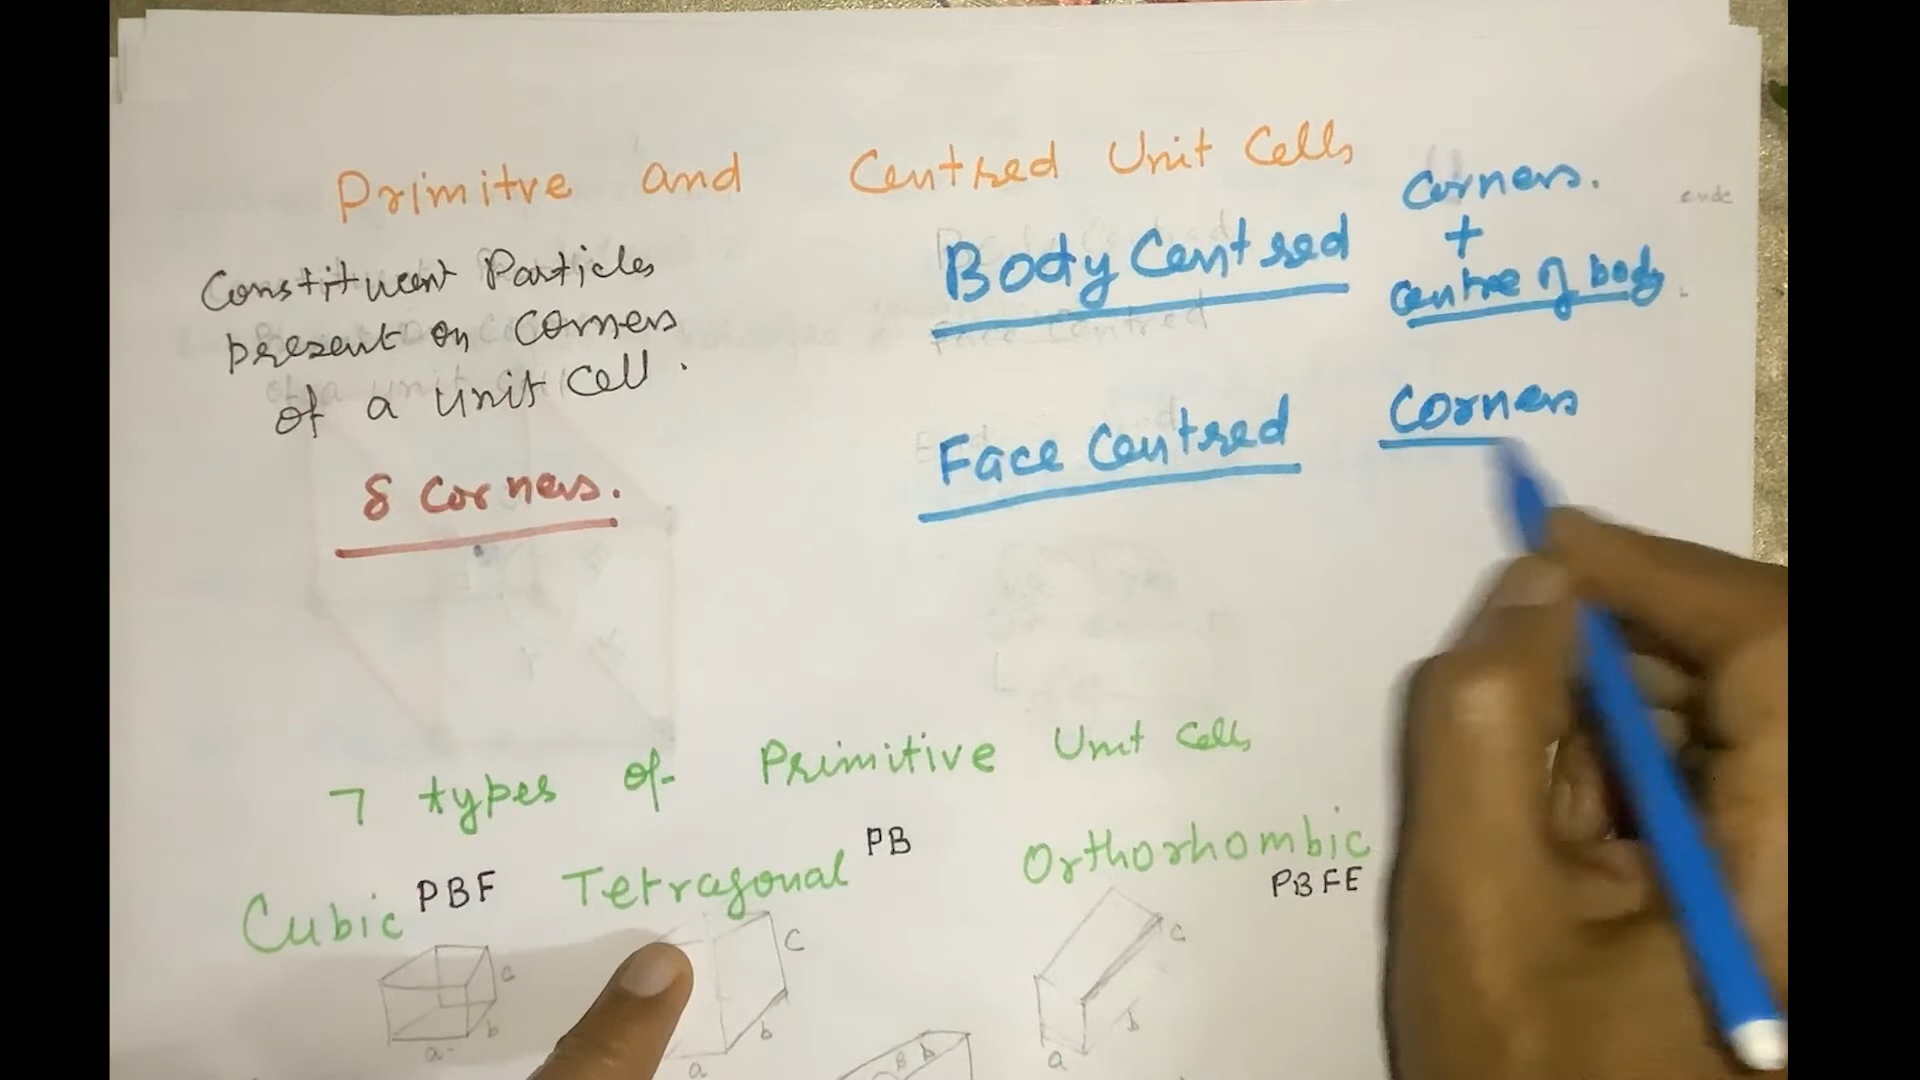 Primitve and Centred Unit Cells
Constituent Particles
present on corners
of a unit cell.
8 corners.
Body Centred
corners.
+
centre of body
Face Centred
Corners
7 types of Primitive Unit Cells
Cubic PBF
Tetragonal PB
Orthorhombic
PBFE
c
b
a
c
b
a
c
b
a